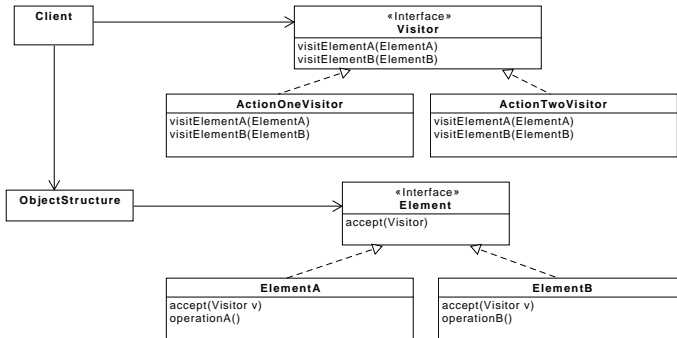 Client
«Interface»
Visitor
visitElementA(ElementA)
visitElementB(ElementB)
ActionOneVisitor
visitElementA(ElementA)
visitElementB(ElementB)
ActionTwoVisitor
visitElementA(ElementA)
visitElementB(ElementB)
ObjectStructure
«Interface»
Element
accept(Visitor)
ElementA
accept(Visitor v)
operationA()
ElementB
accept(Visitor v)
operationB()